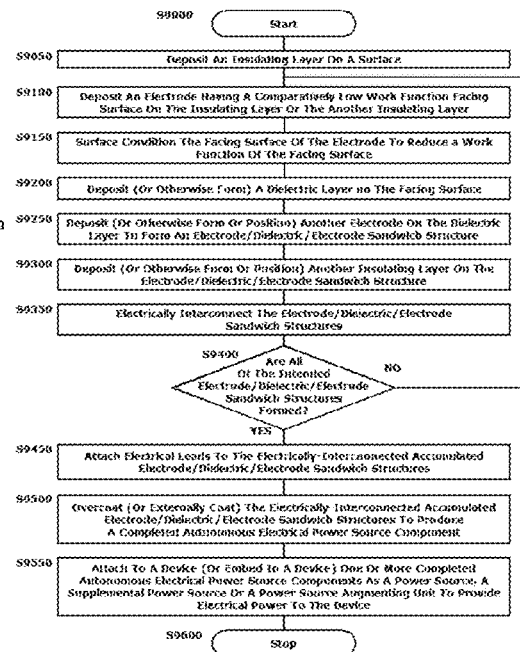 S9000
Start
S9050
Deposit An Insulating Layer On A Surface
S9100
Deposit An Electrode Having A Comparatively Low Work Function Facing
Surface On The Insulating Layer Or The Another Insulating Layer
S9150
Surface Condition The Facing Surface Of The Electrode To Reduce a Work
Function Of The Facing Surface
S9200
Deposit (Or Otherwise Form) A Dielectric Layer on The Facing Surface
S9250
Deposit (Or Otherwise Form Or Position) Another Electrode On The Dielectric
Layer To Form An Electrode/Dielectric/Electrode Sandwich Structure
S9300
Deposit (Or Otherwise Form Or Position) Another Insulating Layer On The
Electrode/Dielectric/Electrode Sandwich Structure
S9350
Electrically Interconnect The Electrode/Dielectric/Electrode
Sandwich Structures
S9400
Are All
Of The Intended
Electrode/Dielectric/Electrode
Sandwich Structures
Formed?
NO
YES
S9450
Attach Electrical Leads To The Electrically-Interconnected Accumulated
Electrode/Dielectric/Electrode Sandwich Structures
S9500
Overcoat (Or Externally Coat) The Electrically-Interconnected Accumulated
Electrode/Dielectric/Electrode Sandwich Structures To Produce
A Completed Autonomous Electrical Power Source Component
S9550
Attach To A Device (Or Embed In A Device) One Or More Completed
Autonomous Electrical Power Source Components As A Power Source, A
Supplemental Power Source Or A Power Source Augmenting Unit To Provide
Electrical Power To The Device
S9600
Stop